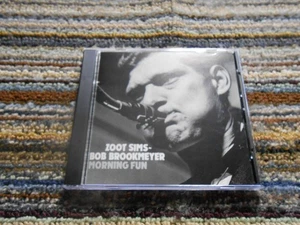 ZOOT SIMS-
BOB BROOKMEYER
MORNING FUN